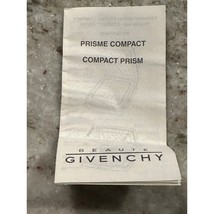 PRISME COMPACT
COMPACT PRISM
BEAUTE
GIVENCHY